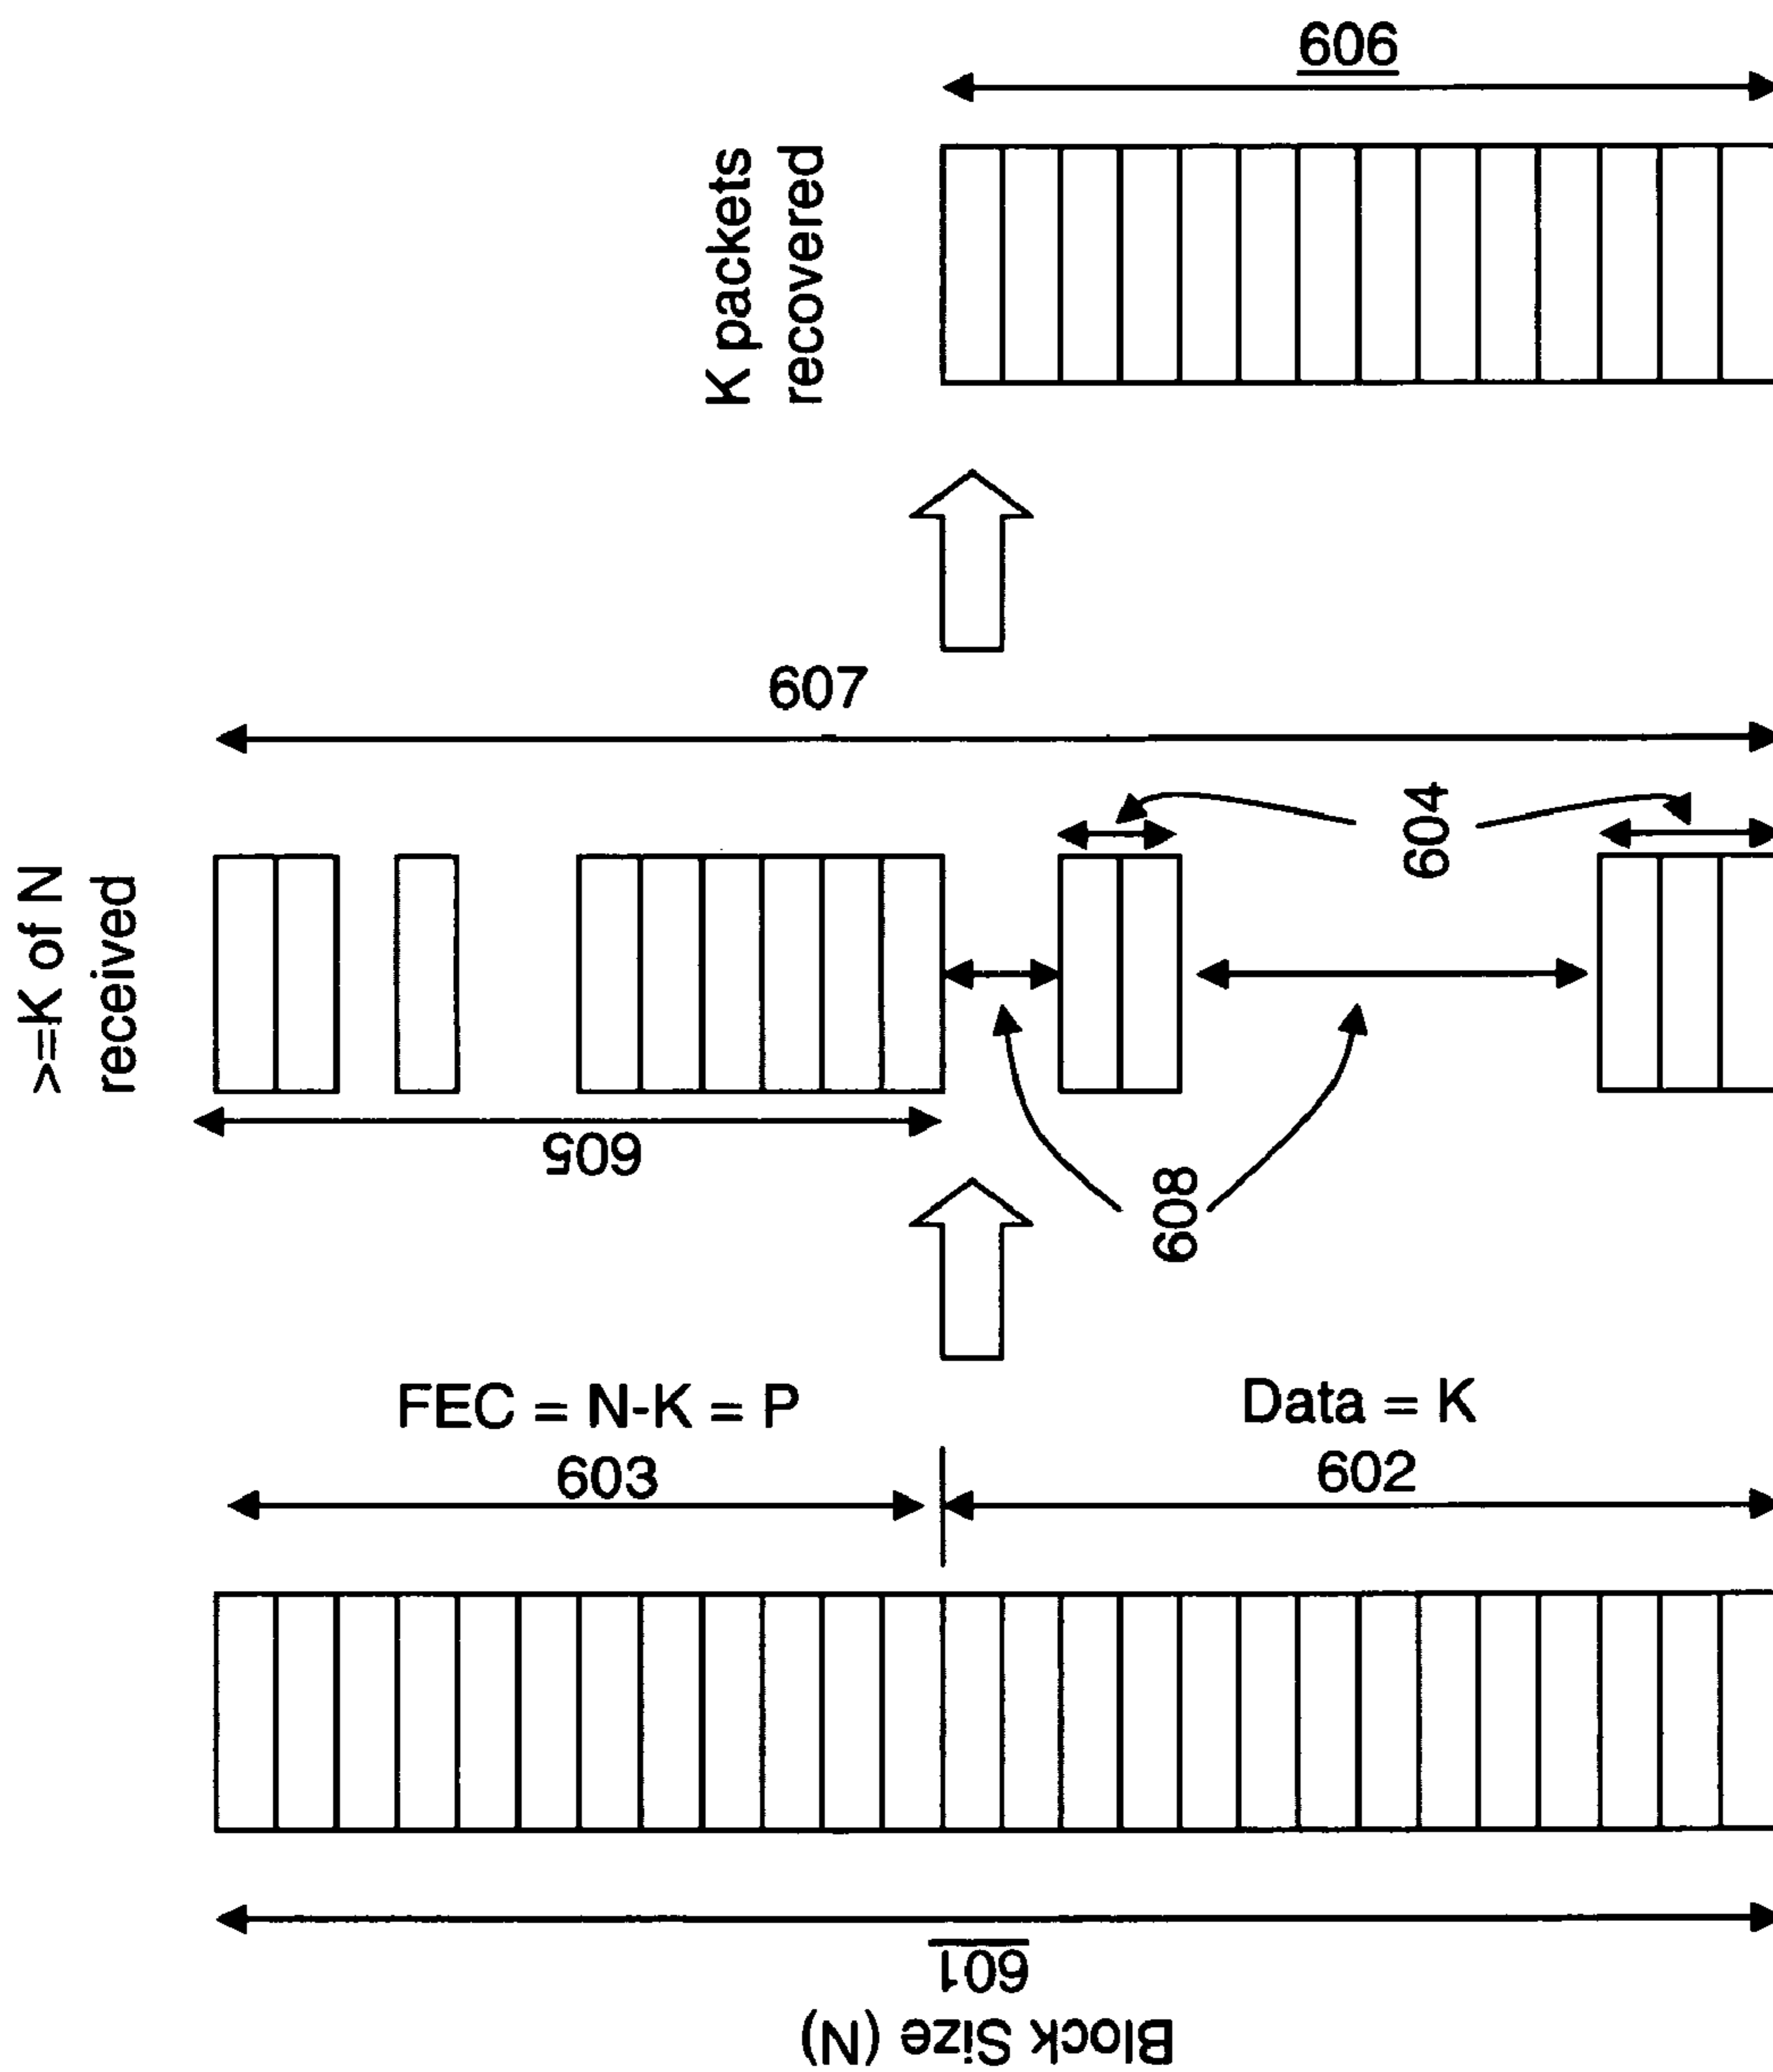 606
K packets
recovered
607
604
>=K of N
received
605
608
FEC = N-K = P
603
Data = K
602
601
Block Size (N)